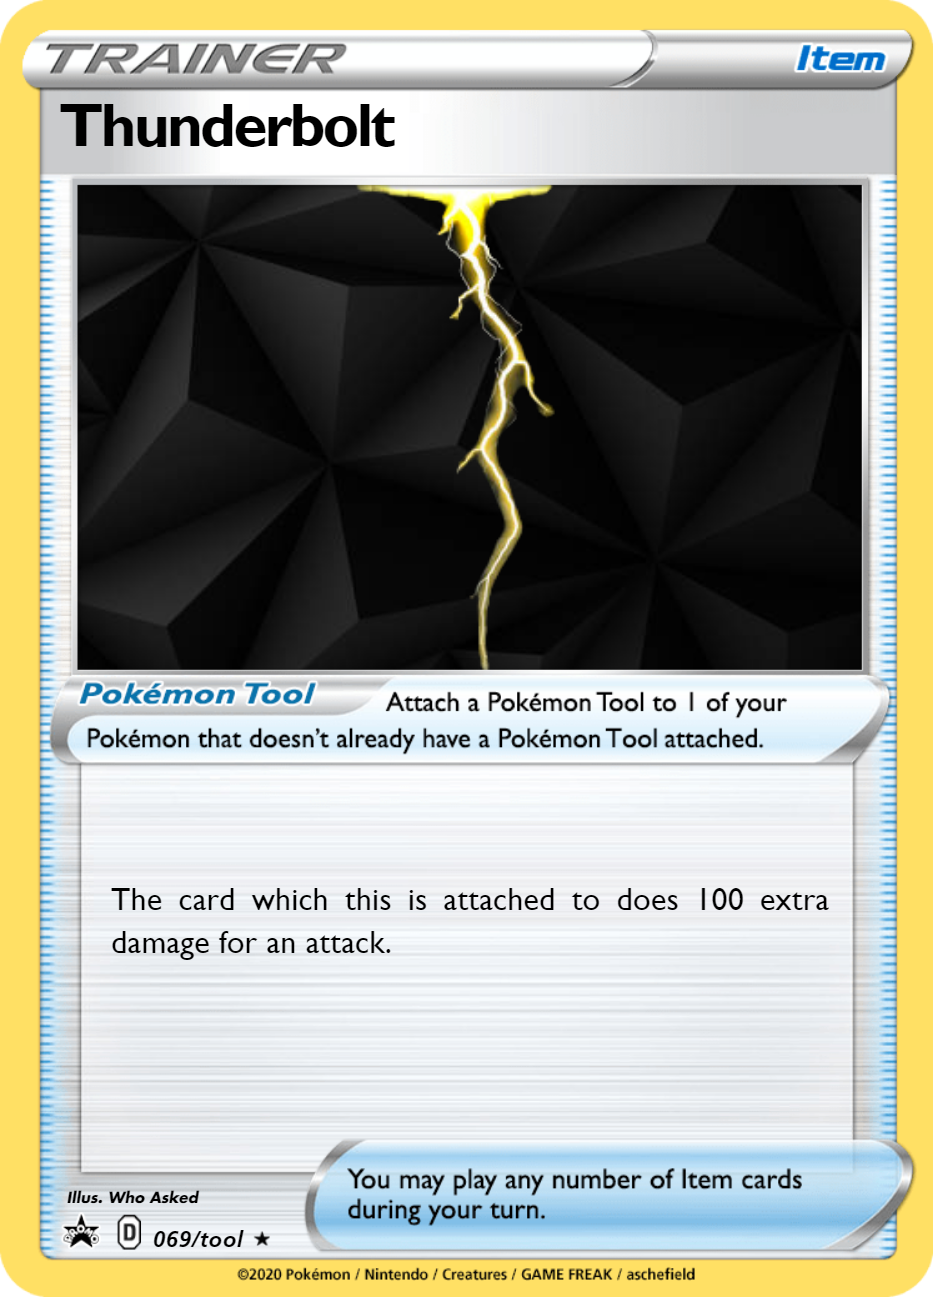 TRAINER
Item
Thunderbolt
Pokémon Tool
Attach a Pokémon Tool to 1 of your
Pokémon that doesn't already have a Pokémon Tool attached.
The card which this is attached to does 100 extra
damage for an attack.
You may play any number of Item cards
during your turn.
Illus. Who Asked
PROMO
D 069/tool ★
©2020 Pokémon / Nintendo / Creatures / GAME FREAK / aschefield